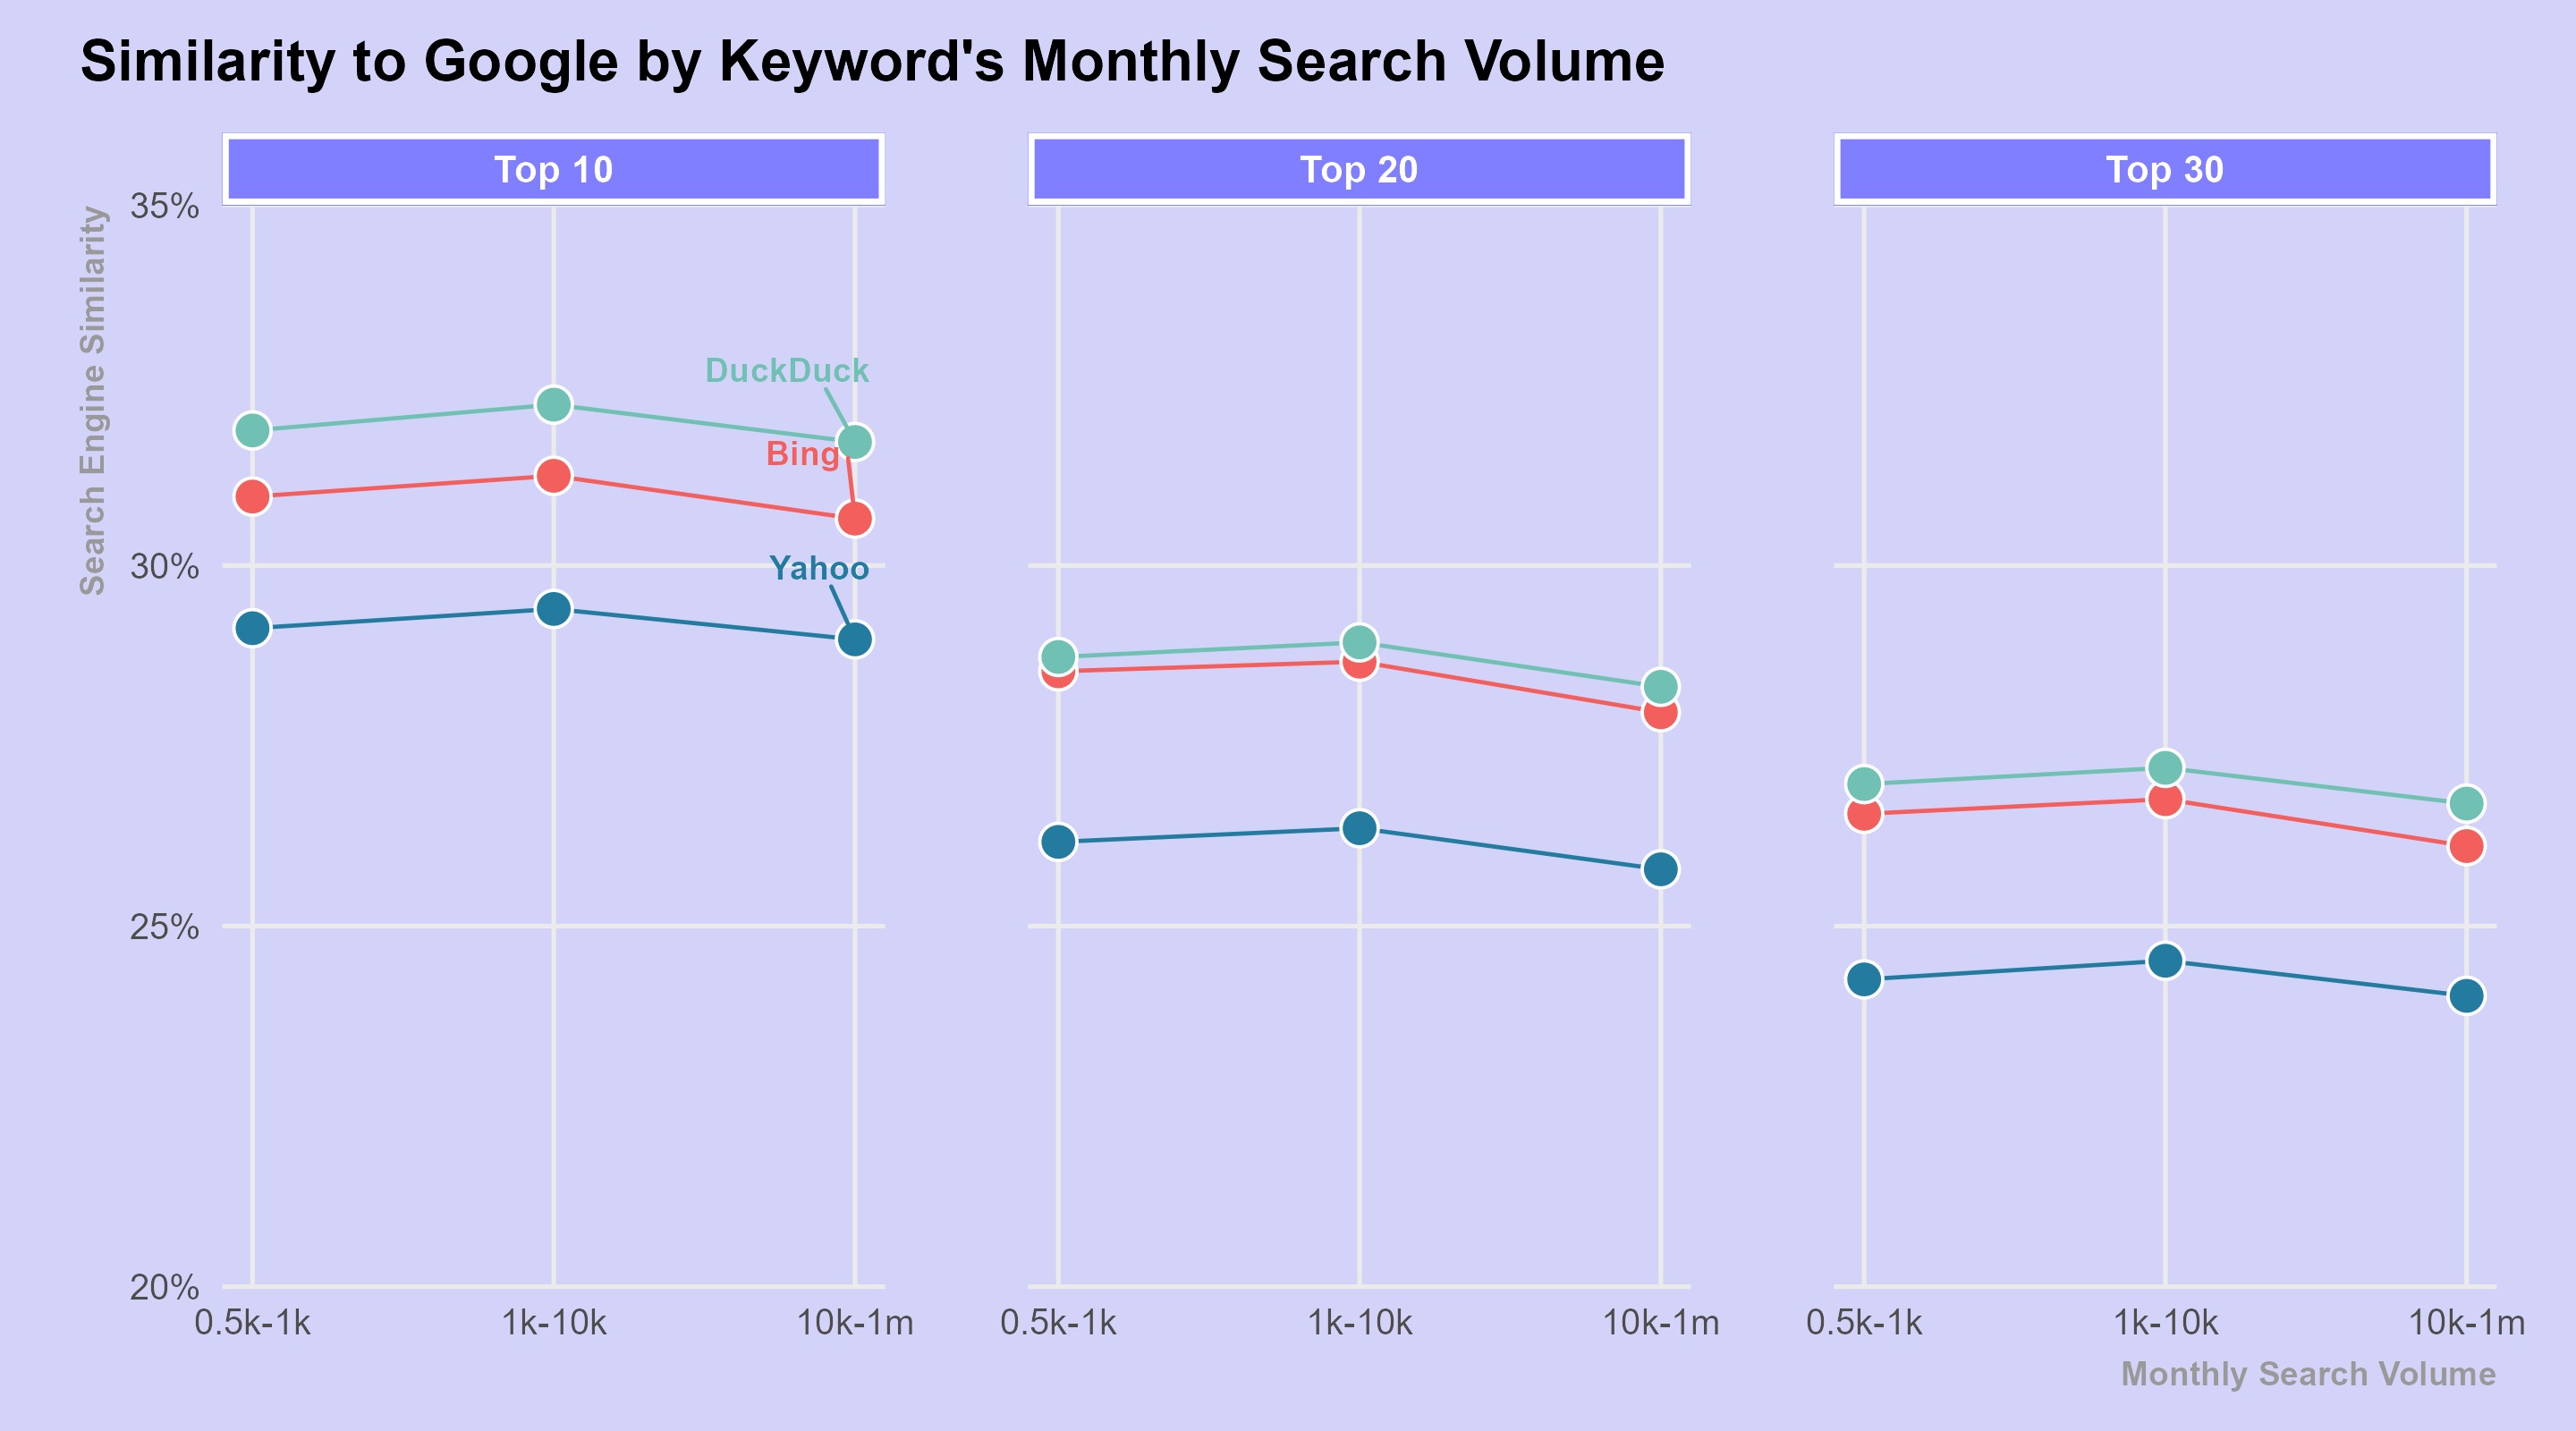 Similarity to Google by Keyword's Monthly Search Volume
Top 10
Top 20
Top 30
Search Engine Similarity
35%
30%
25%
20%
DuckDuck
Bing
Yahoo
0.5k-1k 1k-10k 10k-1m
0.5k-1k 1k-10k 10k-1m
0.5k-1k 1k-10k 10k-1m
Monthly Search Volume